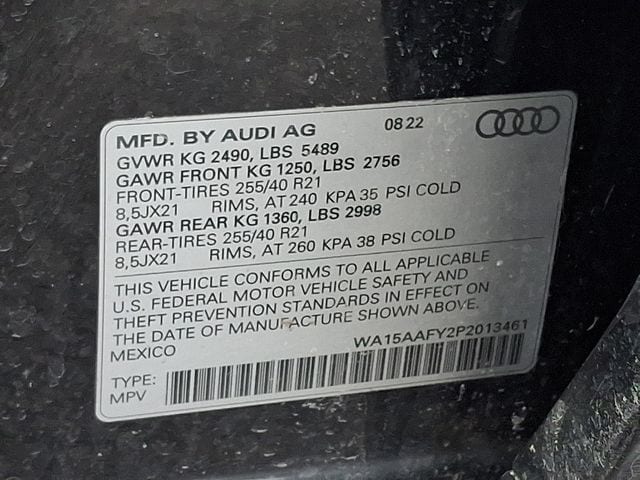 MFD. BY AUDI AG 08 22
GVWR KG 2490, LBS 5489
GAWR FRONT KG 1250, LBS 2756
FRONT-TIRES 255/40 R21
8,5JX21 RIMS, AT 240 KPA 35 PSI COLD
GAWR REAR KG 1360, LBS 2998
REAR-TIRES 255/40 R21
8,5JX21 RIMS, AT 260 KPA 38 PSI COLD
THIS VEHICLE CONFORMS TO ALL APPLICABLE
U.S. FEDERAL MOTOR VEHICLE SAFETY AND
THEFT PREVENTION STANDARDS IN EFFECT ON
THE DATE OF MANUFACTURE SHOWN ABOVE.
MEXICO WA15AAFY2P2013461
TYPE:
MPV